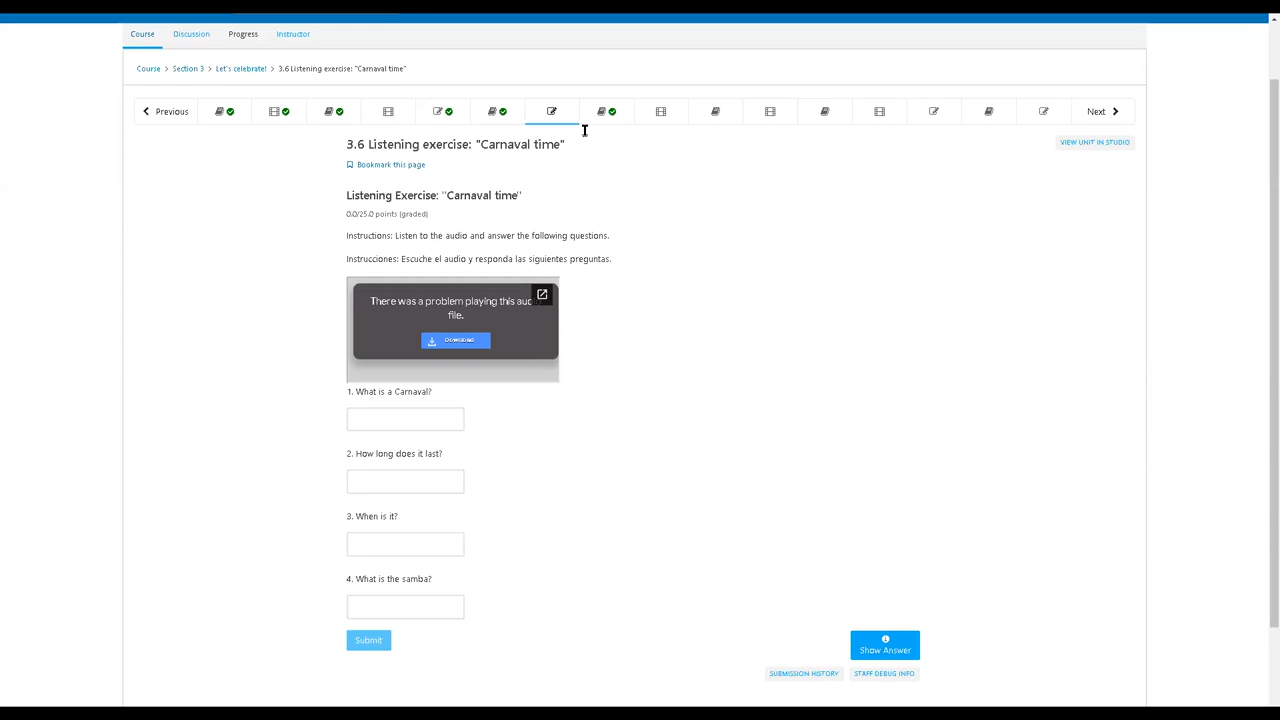 Course Discussion Progress Instructor
Course > Section 3 > Let's celebrate! > 3.6 Listening exercise: "Carnaval time"
Previous Next
3.6 Listening exercise: "Carnaval time"
VIEW UNIT IN STUDIO
Bookmark this page
Listening Exercise: "Carnaval time"
0.0/25.0 points (graded)
Instructions: Listen to the audio and answer the following questions.
Instrucciones: Escuche el audio y responda las siguientes preguntas.
There was a problem playing this audio
file.
Download
1. What is a Carnaval?
2. How long does it last?
3. When is it?
4. What is the samba?
Submit
Show Answer
SUBMISSION HISTORY STAFF DEBUG INFO